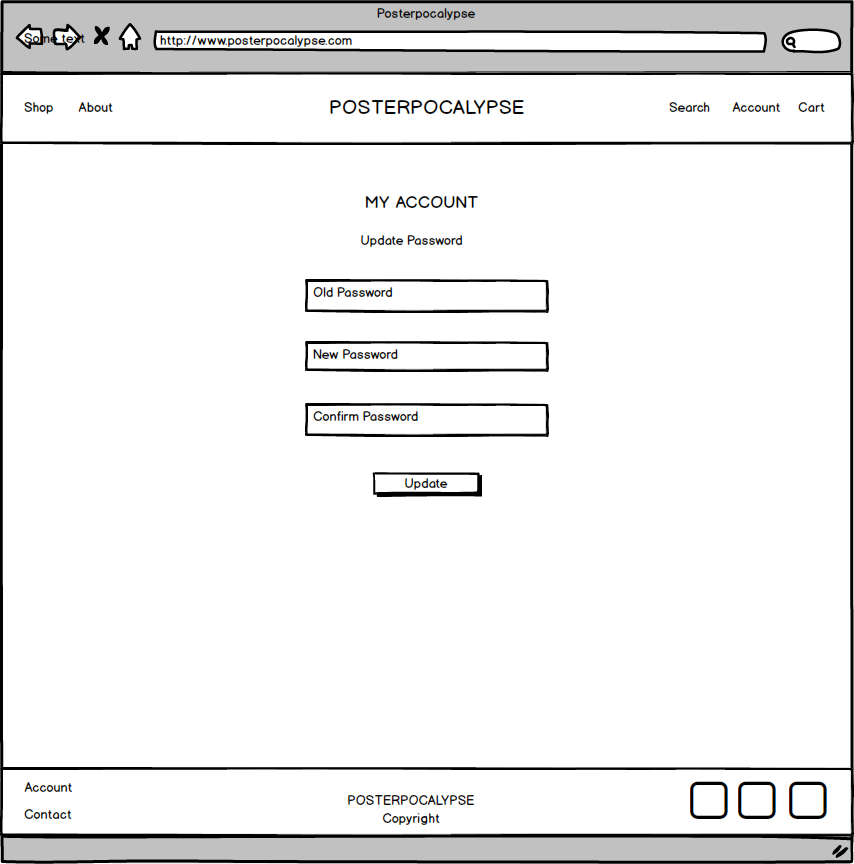 Posterpocalypse
Some text
http://www.posterpocalypse.com
Shop About POSTERPOCALYPSE Search Account Cart
MY ACCOUNT
Update Password
Old Password
New Password
Confirm Password
Update
Account
Contact
POSTERPOCALYPSE
Copyright